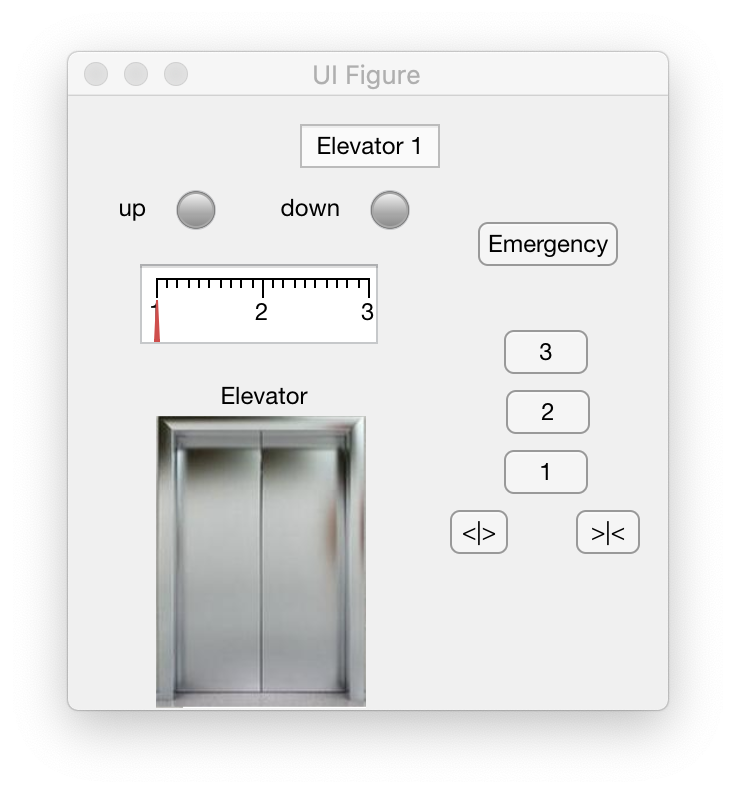 UI Figure
Elevator 1
up down
Emergency
1 2 3
3
Elevator
2
1
<|> >|<